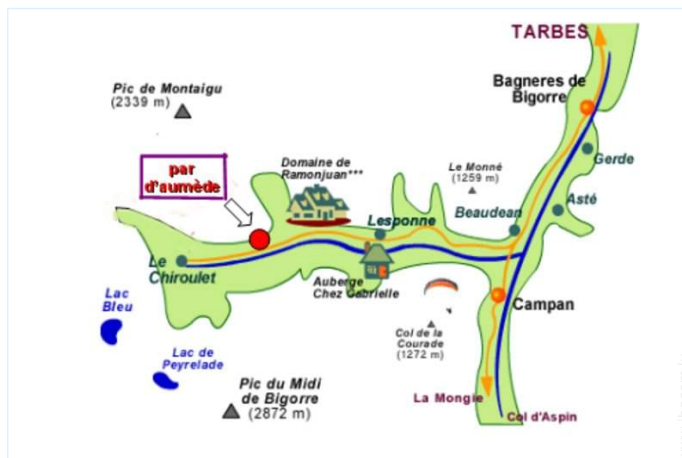 TARBES
Pic de Montaigu
(2339 m)
Bagneres de
Bigorre
par
d'aumède
Domaine de
Ramonjuan***
Le Monné
(1259 m)
Gerde
Asté
Lesponne
Beaudean
Le
Chiroulet
Auberge
Chez Gabrielle
Campan
Lac
Bleu
Col de la
Courade
(1272 m)
Lac de
Peyrelade
Pic du Midi
de Bigorre
(2872 m)
La Mongie
Col d'Aspin